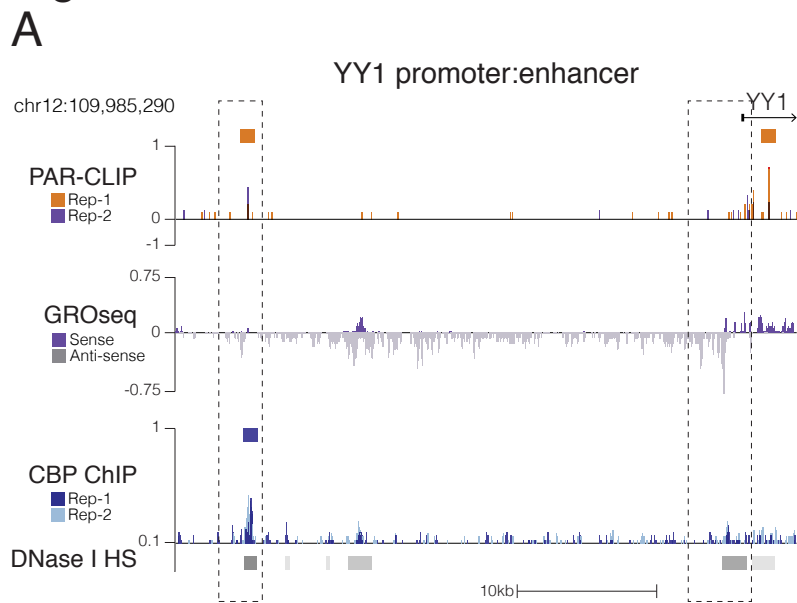 A
YY1 promoter:enhancer
chr12:109,985,290
YY1
1
PAR-CLIP
Rep-1
Rep-2
0
-1
0.75
GROseq
0
Sense
Anti-sense
-0.75
1
CBP ChIP
Rep-1
Rep-2
0.1
DNase I HS
10kb